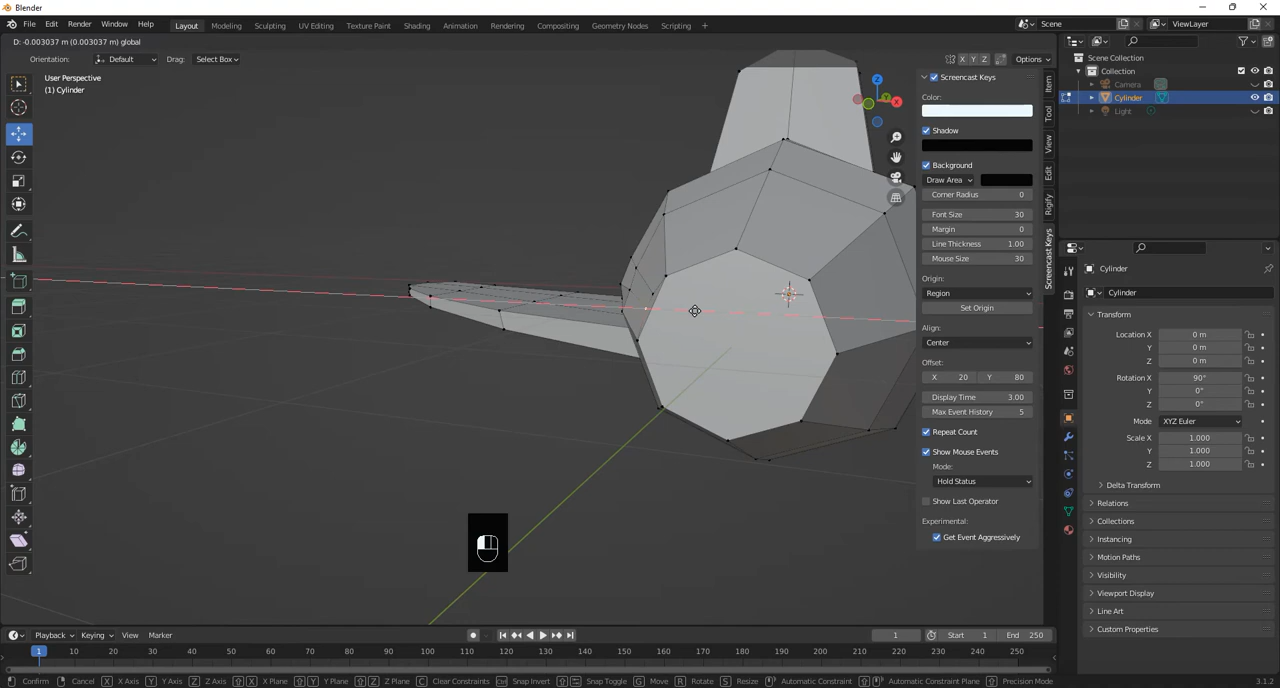 Blender
File Edit Render Window Help Layout Modeling Sculpting UV Editing Texture Paint Shading Animation Rendering Compositing Geometry Nodes Scripting + Scene ViewLayer
D: -0.003037 m (0.003037 m) global
Orientation: Default Drag: Select Box X Y Z Options
User Perspective
(1) Cylinder
Z
Y
X
Screencast Keys
Color:
Shadow
Background
Draw Area
Corner Radius 0
Font Size 30
Margin 0
Line Thickness 1.00
Mouse Size 30
Origin:
Region
Set Origin
Align:
Center
Offset:
X 20 Y 80
Display Time 3.00
Max Event History 5
Repeat Count
Show Mouse Events
Mode:
Hold Status
Show Last Operator
Experimental:
Get Event Aggressively
Item
Tool
View
Edit
Rigify
Screencast Keys
Scene Collection
Collection
Camera
Cylinder
Light
Cylinder
Cylinder
Transform
Location X 0 m
Y 0 m
Z 0 m
Rotation X 90°
Y 0°
Z 0°
Mode XYZ Euler
Scale X 1.000
Y 1.000
Z 1.000
Delta Transform
Relations
Collections
Instancing
Motion Paths
Visibility
Viewport Display
Line Art
Custom Properties
Playback Keying View Marker 1 Start 1 End 250
1 10 20 30 40 50 60 70 80 90 100 110 120 130 140 150 160 170 180 190 200 210 220 230 240 250
Confirm Cancel X X Axis Y Y Axis Z Z Axis X X Plane Y Y Plane Z Z Plane C Clear Constraints Snap Invert Snap Toggle G Move R Rotate S Resize Automatic Constraint Automatic Constraint Plane Precision Mode 3.1.2